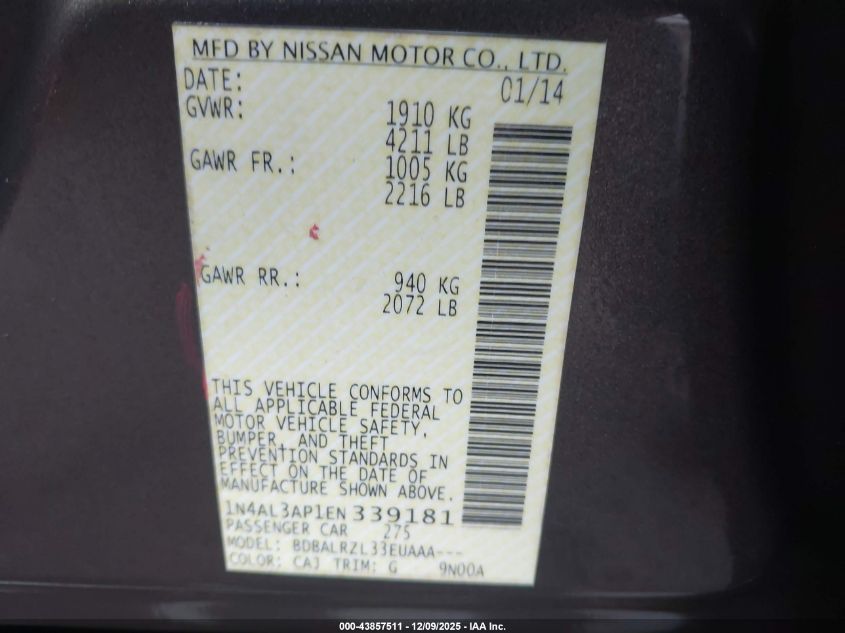 MFD BY NISSAN MOTOR CO., LTD.
DATE: 01/14
GVWR: 1910 KG
4211 LB
GAWR FR.: 1005 KG
2216 LB
GAWR RR.: 940 KG
2072 LB
THIS VEHICLE CONFORMS TO
ALL APPLICABLE FEDERAL
MOTOR VEHICLE SAFETY,
BUMPER, AND THEFT
PREVENTION STANDARDS IN
EFFECT ON THE DATE OF
MANUFACTURE SHOWN ABOVE.
1N4AL3AP1EN 339181
PASSENGER CAR 275
MODEL: BDBALRZL33EUAAA---
COLOR: CAJ TRIM: G 9N00A
000-43857511 - 12/09/2025 - IAA Inc.